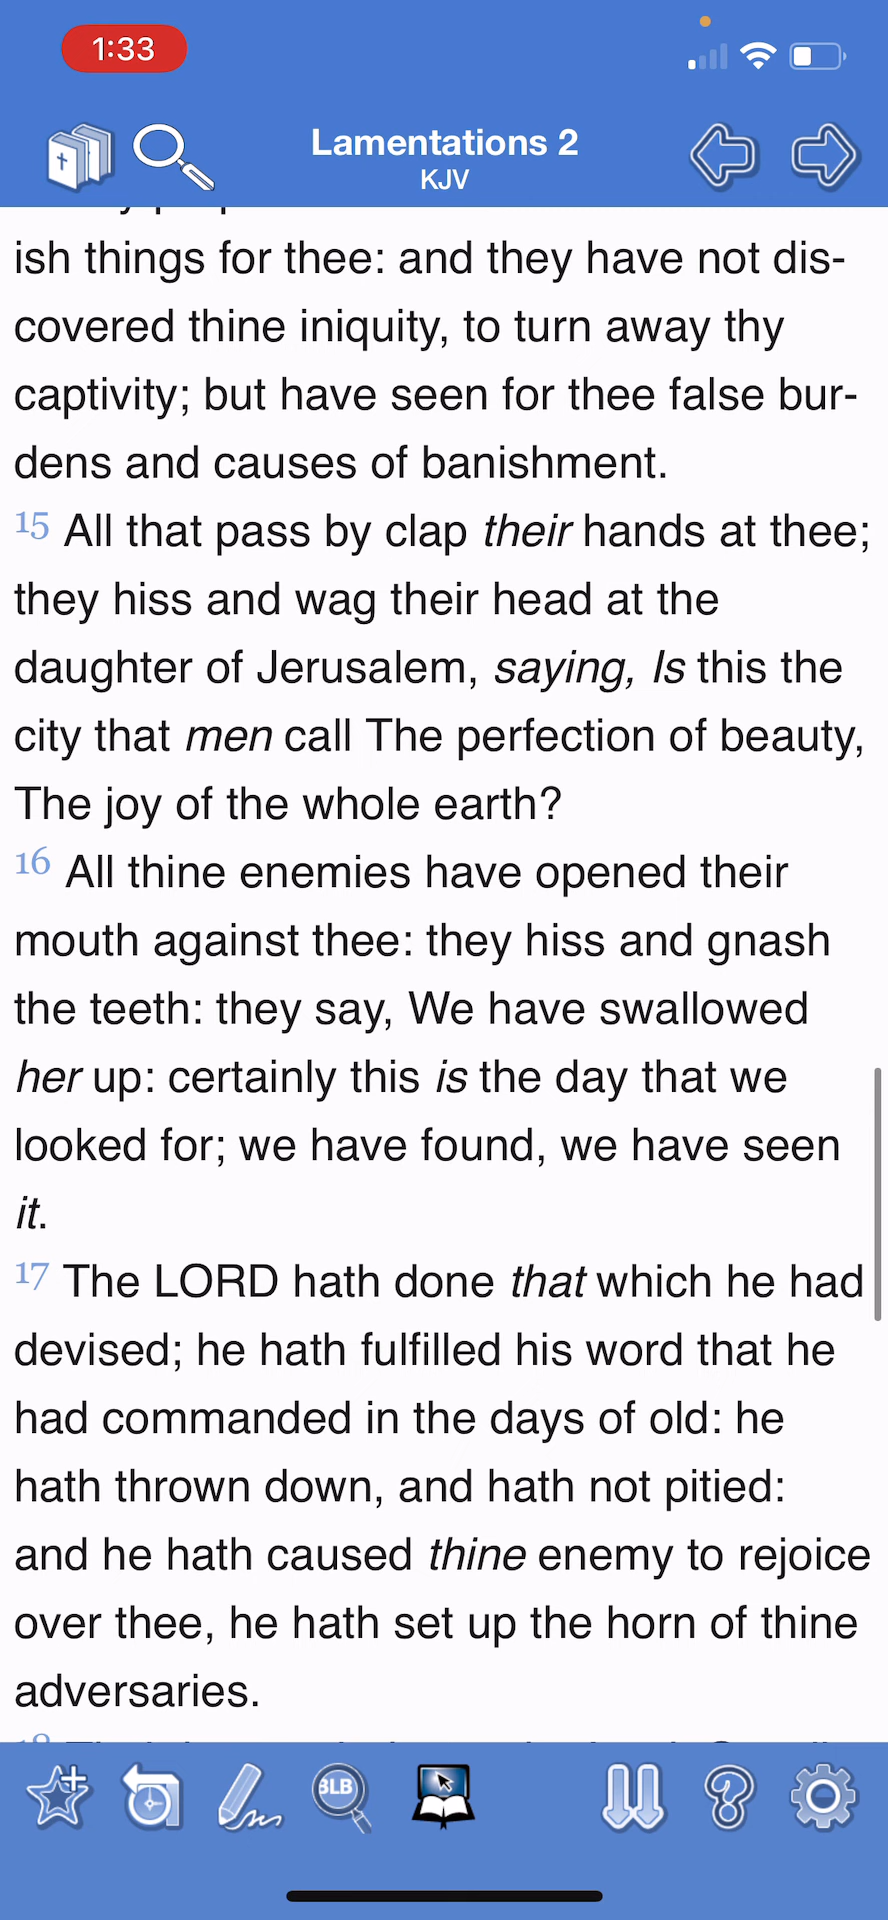 1:33
Lamentations 2
KJV
ish things for thee: and they have not dis-
covered thine iniquity, to turn away thy
captivity; but have seen for thee false bur-
dens and causes of banishment.
15 All that pass by clap their hands at thee;
they hiss and wag their head at the
daughter of Jerusalem, saying, Is this the
city that men call The perfection of beauty,
The joy of the whole earth?
16 All thine enemies have opened their
mouth against thee: they hiss and gnash
the teeth: they say, We have swallowed
her up: certainly this is the day that we
looked for; we have found, we have seen
it.
17 The LORD hath done that which he had
devised; he hath fulfilled his word that he
had commanded in the days of old: he
hath thrown down, and hath not pitied:
and he hath caused thine enemy to rejoice
over thee, he hath set up the horn of thine
adversaries.
BLB